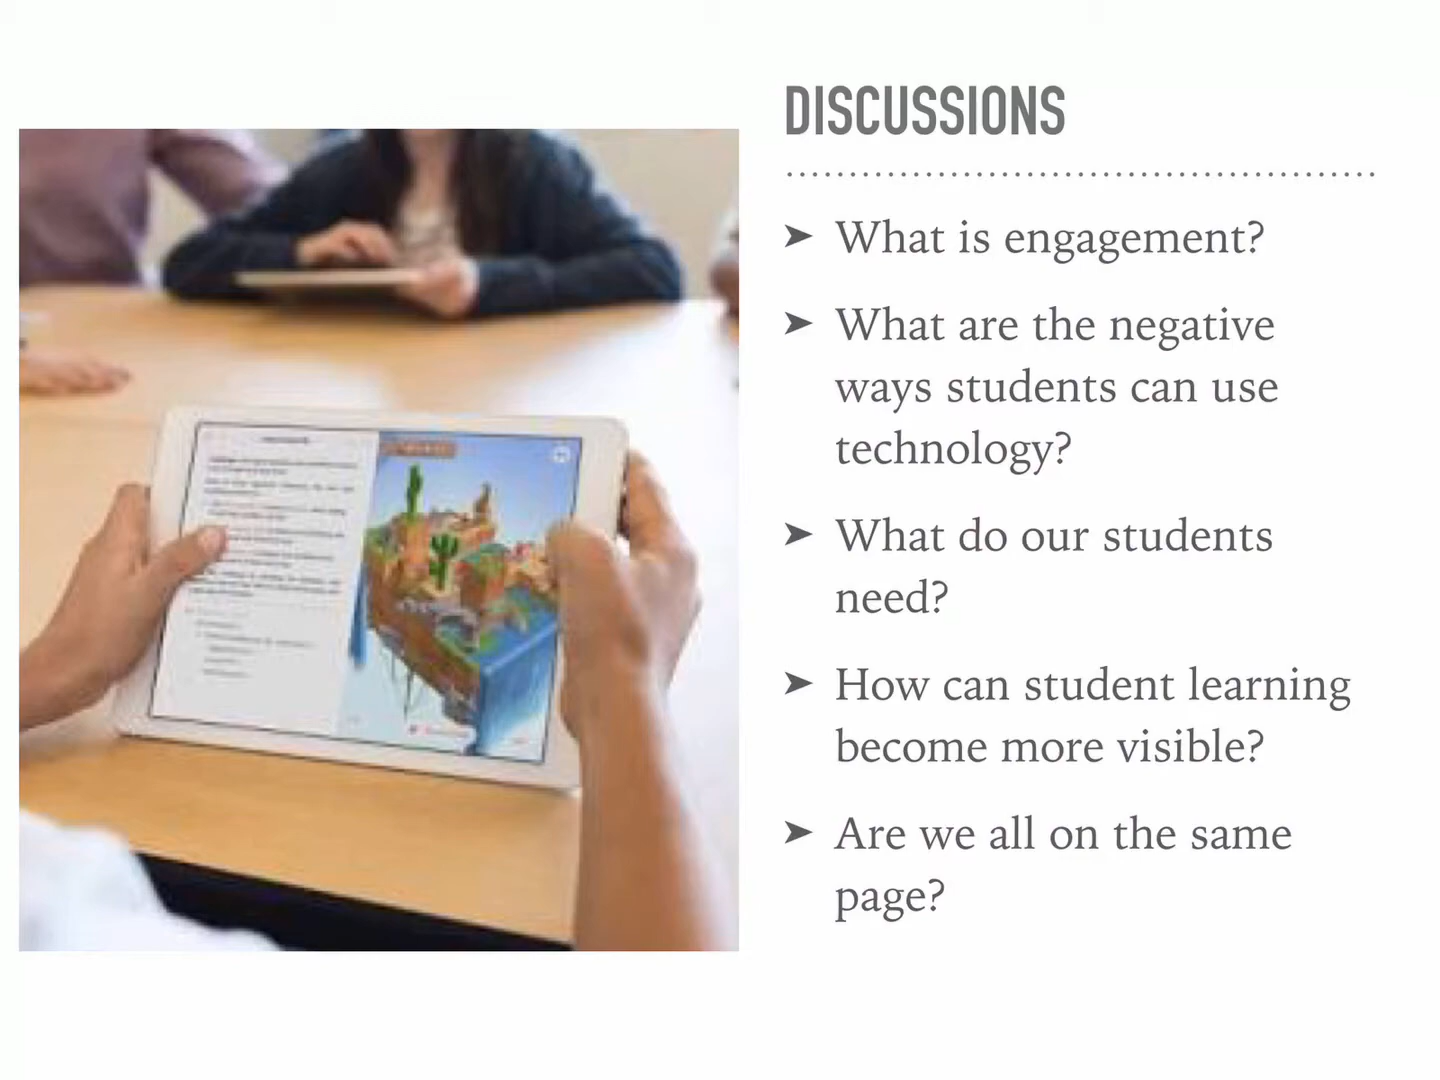 DISCUSSIONS
➤ What is engagement?
➤ What are the negative
ways students can use
technology?
➤ What do our students
need?
➤ How can student learning
become more visible?
➤ Are we all on the same
page?